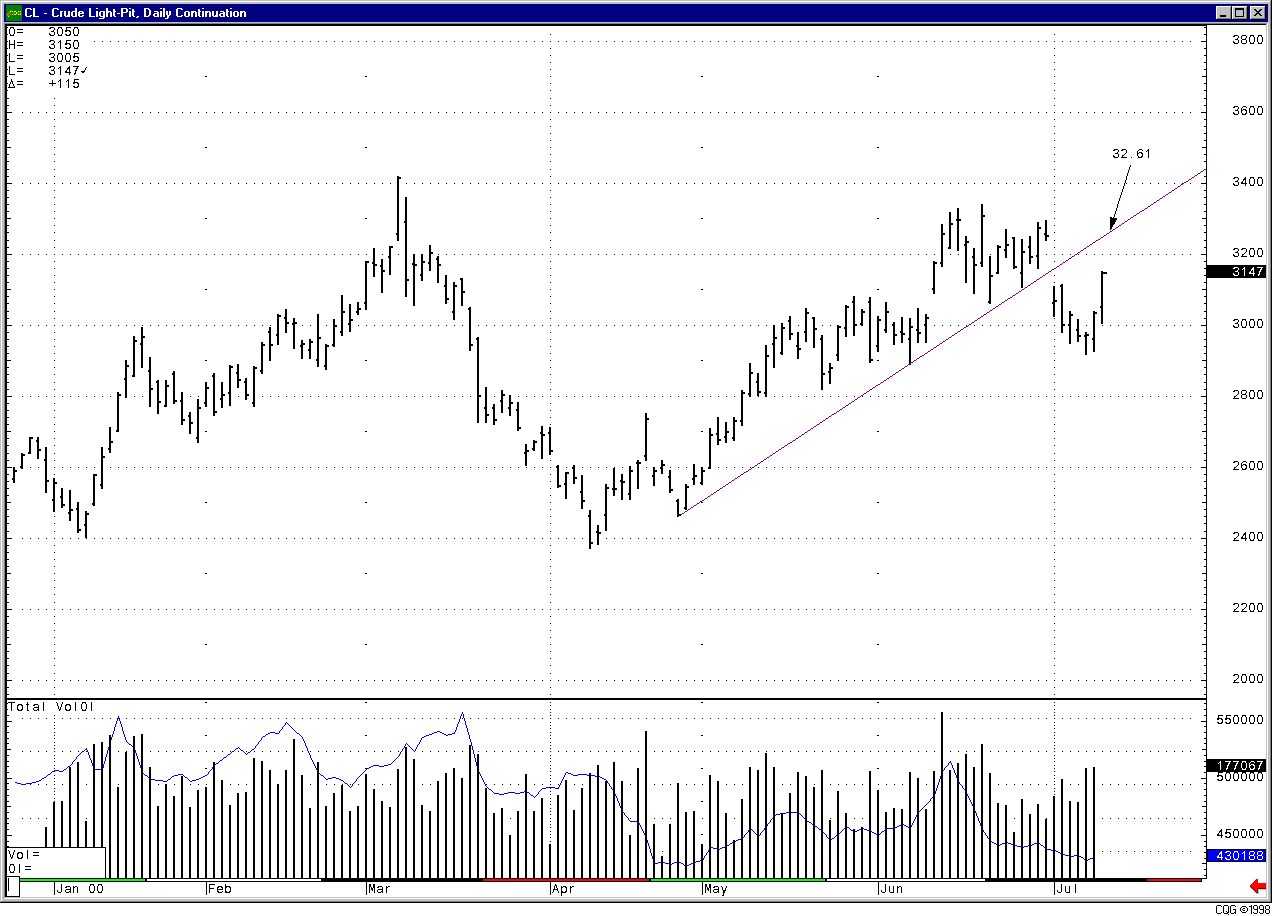 CL - Crude Light-Pit, Daily Continuation
O= 3050
H= 3150
L= 3005
L= 3147✓
Δ= +115
3800
3600
32.61
3400
3200
3147
3000
2800
2600
2400
2200
2000
Total VolOI
550000
177067
500000
450000
Vol=
430188
OI=
Jan 00 Feb Mar Apr May Jun Jul
CQG ©1998